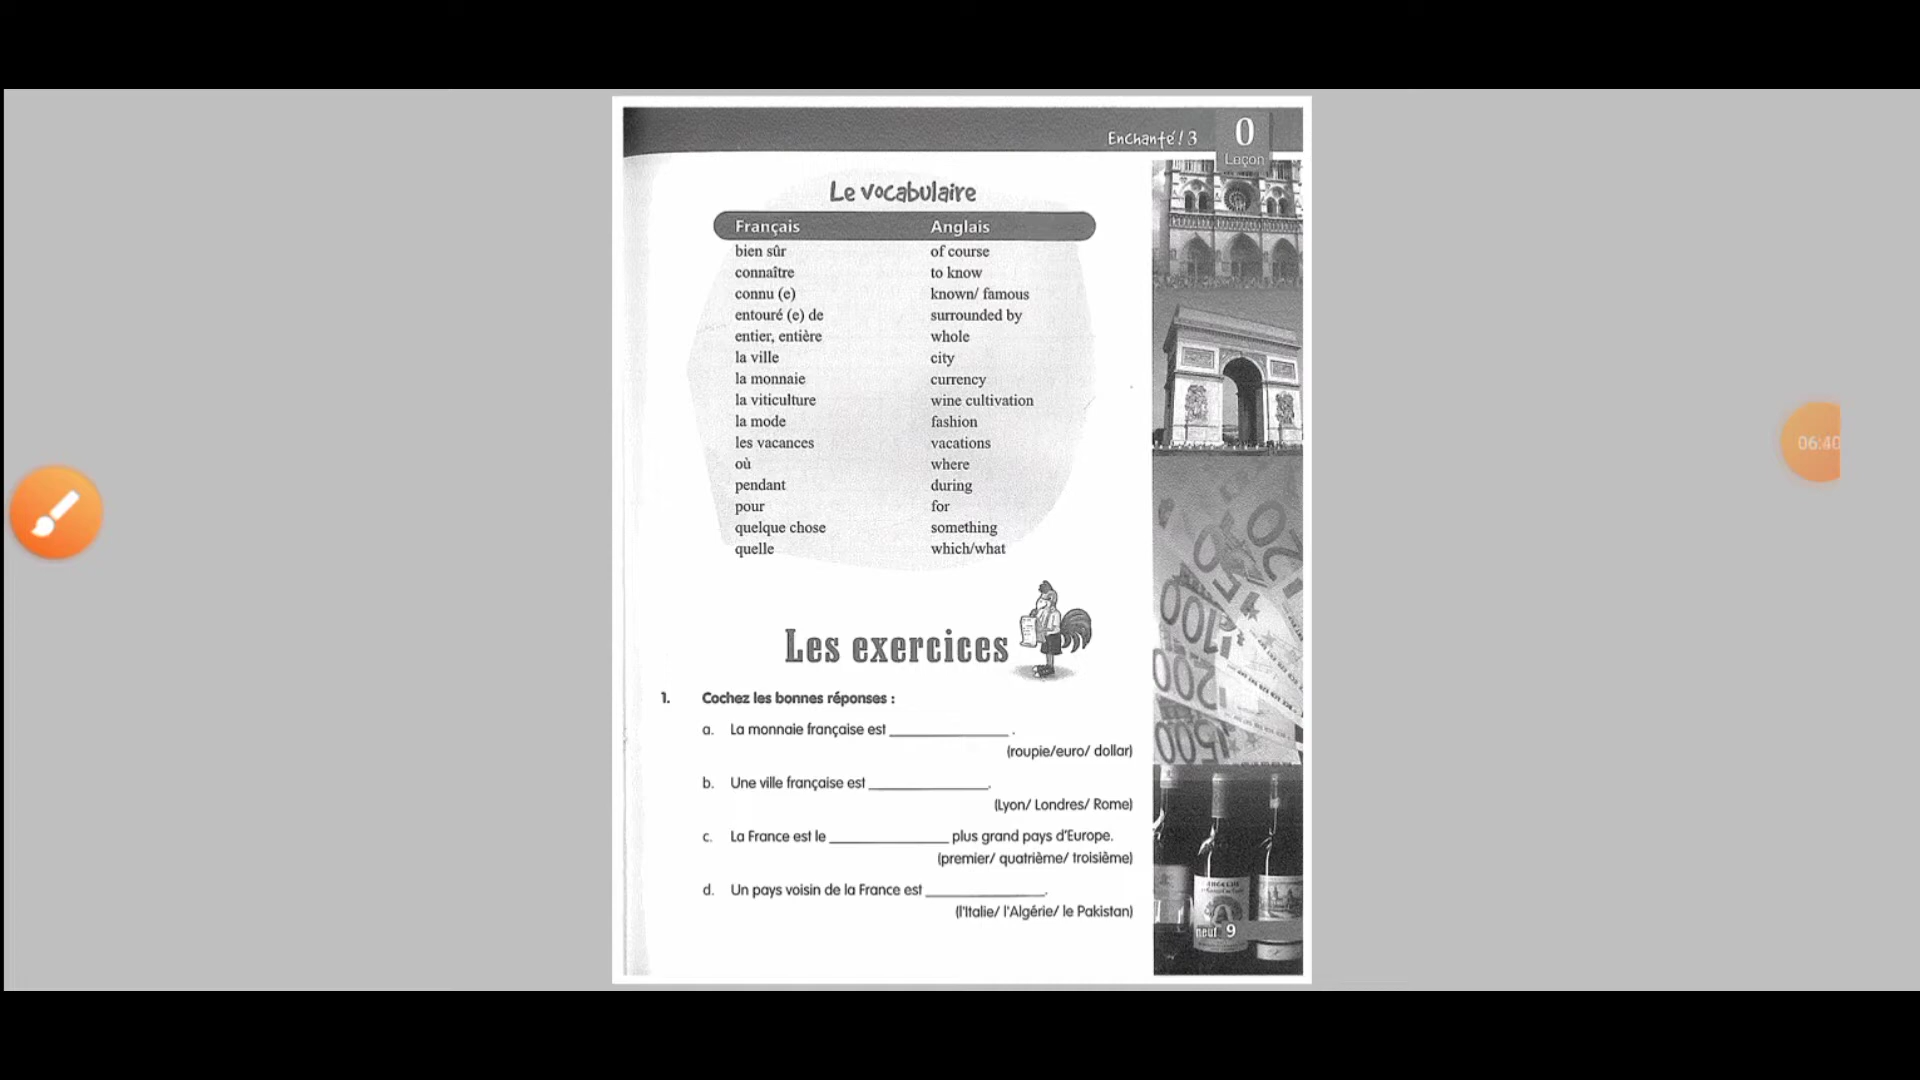 Enchanté! 3
0
Leçon
Le vocabulaire
Français Anglais
bien sûr of course
connaître to know
connu (e) known/ famous
entouré (e) de surrounded by
entier, entière whole
la ville city
la monnaie currency
la viticulture wine cultivation
la mode fashion
les vacances vacations
où where
pendant during
pour for
quelque chose something
quelle which/what
Les exercices
1. Cochez les bonnes réponses :
a. La monnaie française est ______________ .
(roupie/euro/ dollar)
b. Une ville française est ______________.
(Lyon/ Londres/ Rome)
c. La France est le ______________ plus grand pays d'Europe.
(premier/ quatrième/ troisième)
d. Un pays voisin de la France est ______________.
(l'Italie/ l'Algérie/ le Pakistan)
neuf 9
06:40